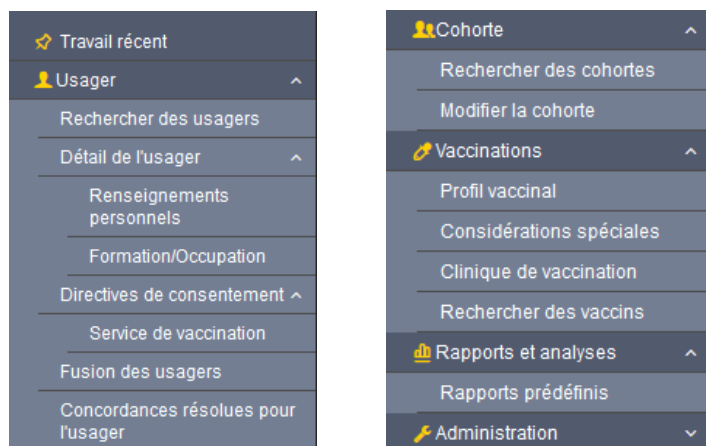 Travail récent
Usager
Rechercher des usagers
Détail de l'usager
Renseignements
personnels
Formation/Occupation
Directives de consentement
Service de vaccination
Fusion des usagers
Concordances résolues pour
l'usager
Cohorte
Rechercher des cohortes
Modifier la cohorte
Vaccinations
Profil vaccinal
Considérations spéciales
Clinique de vaccination
Rechercher des vaccins
Rapports et analyses
Rapports prédéfinis
Administration